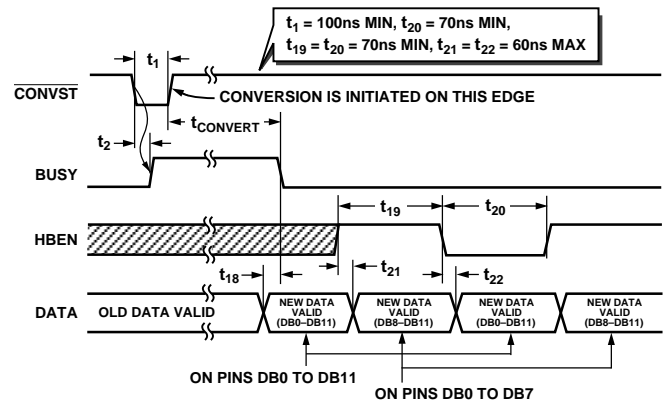 t1 = 100ns MIN, t20 = 70ns MIN,
t19 = t20 = 70ns MIN, t21 = t22 = 60ns MAX
t1
CONVST
CONVERSION IS INITIATED ON THIS EDGE
tCONVERT
t2
BUSY
t19
t20
HBEN
t18
t21
t22
DATA
OLD DATA VALID
NEW DATA
VALID
(DB0–DB11)
NEW DATA
VALID
(DB8–DB11)
NEW DATA
VALID
(DB0–DB11)
NEW DATA
VALID
(DB8–DB11)
ON PINS DB0 TO DB11
ON PINS DB0 TO DB7